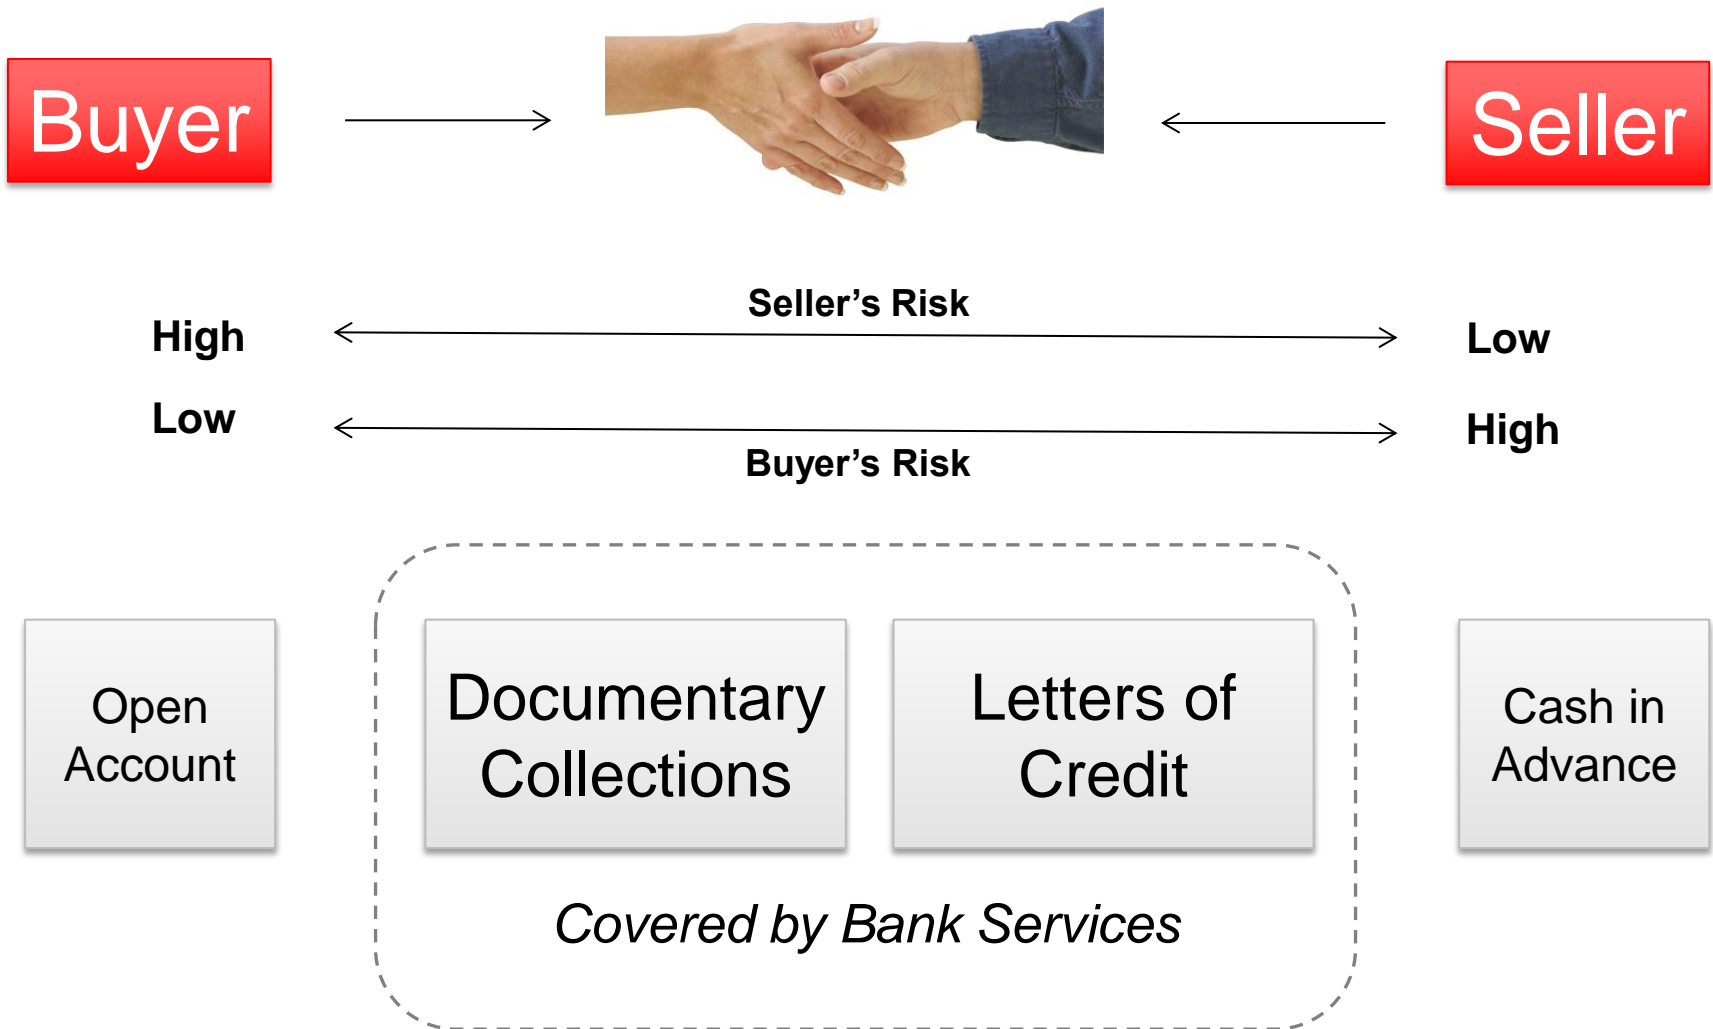 Buyer
Seller
Seller’s Risk
High
Low
Low
High
Buyer’s Risk
Open
Account
Documentary
Collections
Letters of
Credit
Cash in
Advance
Covered by Bank Services